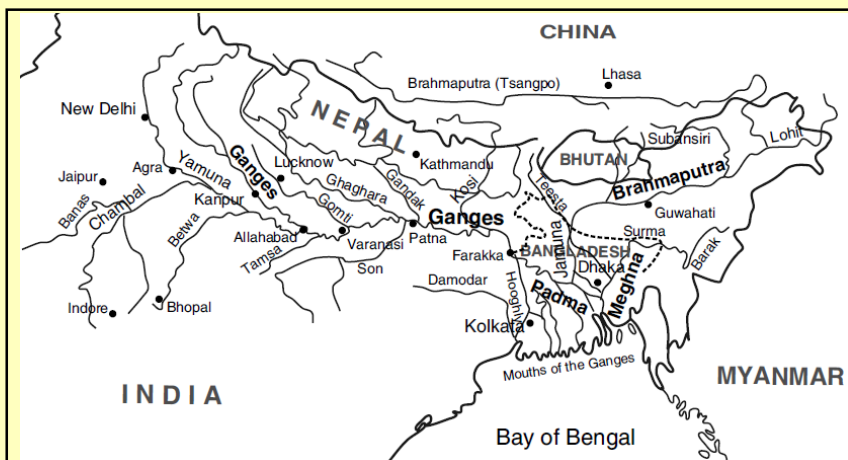 CHINA
Brahmaputra (Tsangpo)
Lhasa
New Delhi
NEPAL
Subansiri
Lohit
BHUTAN
Brahmaputra
Agra
Yamuna
Ganges
Lucknow
Kathmandu
Jaipur
Banas
Chambal
Kanpur
Ghaghara
Gandak
Kosi
Teesta
Guwahati
Gomti
Ganges
Surma
Betwa
Allahabad
Varanasi
Patna
Tamsa
Son
Farakka
BANGLADESH
Jamuna
Barak
Dhaka
Damodar
Hooghly
Padma
Meghna
Indore
Bhopal
Kolkata
Mouths of the Ganges
MYANMAR
INDIA
Bay of Bengal